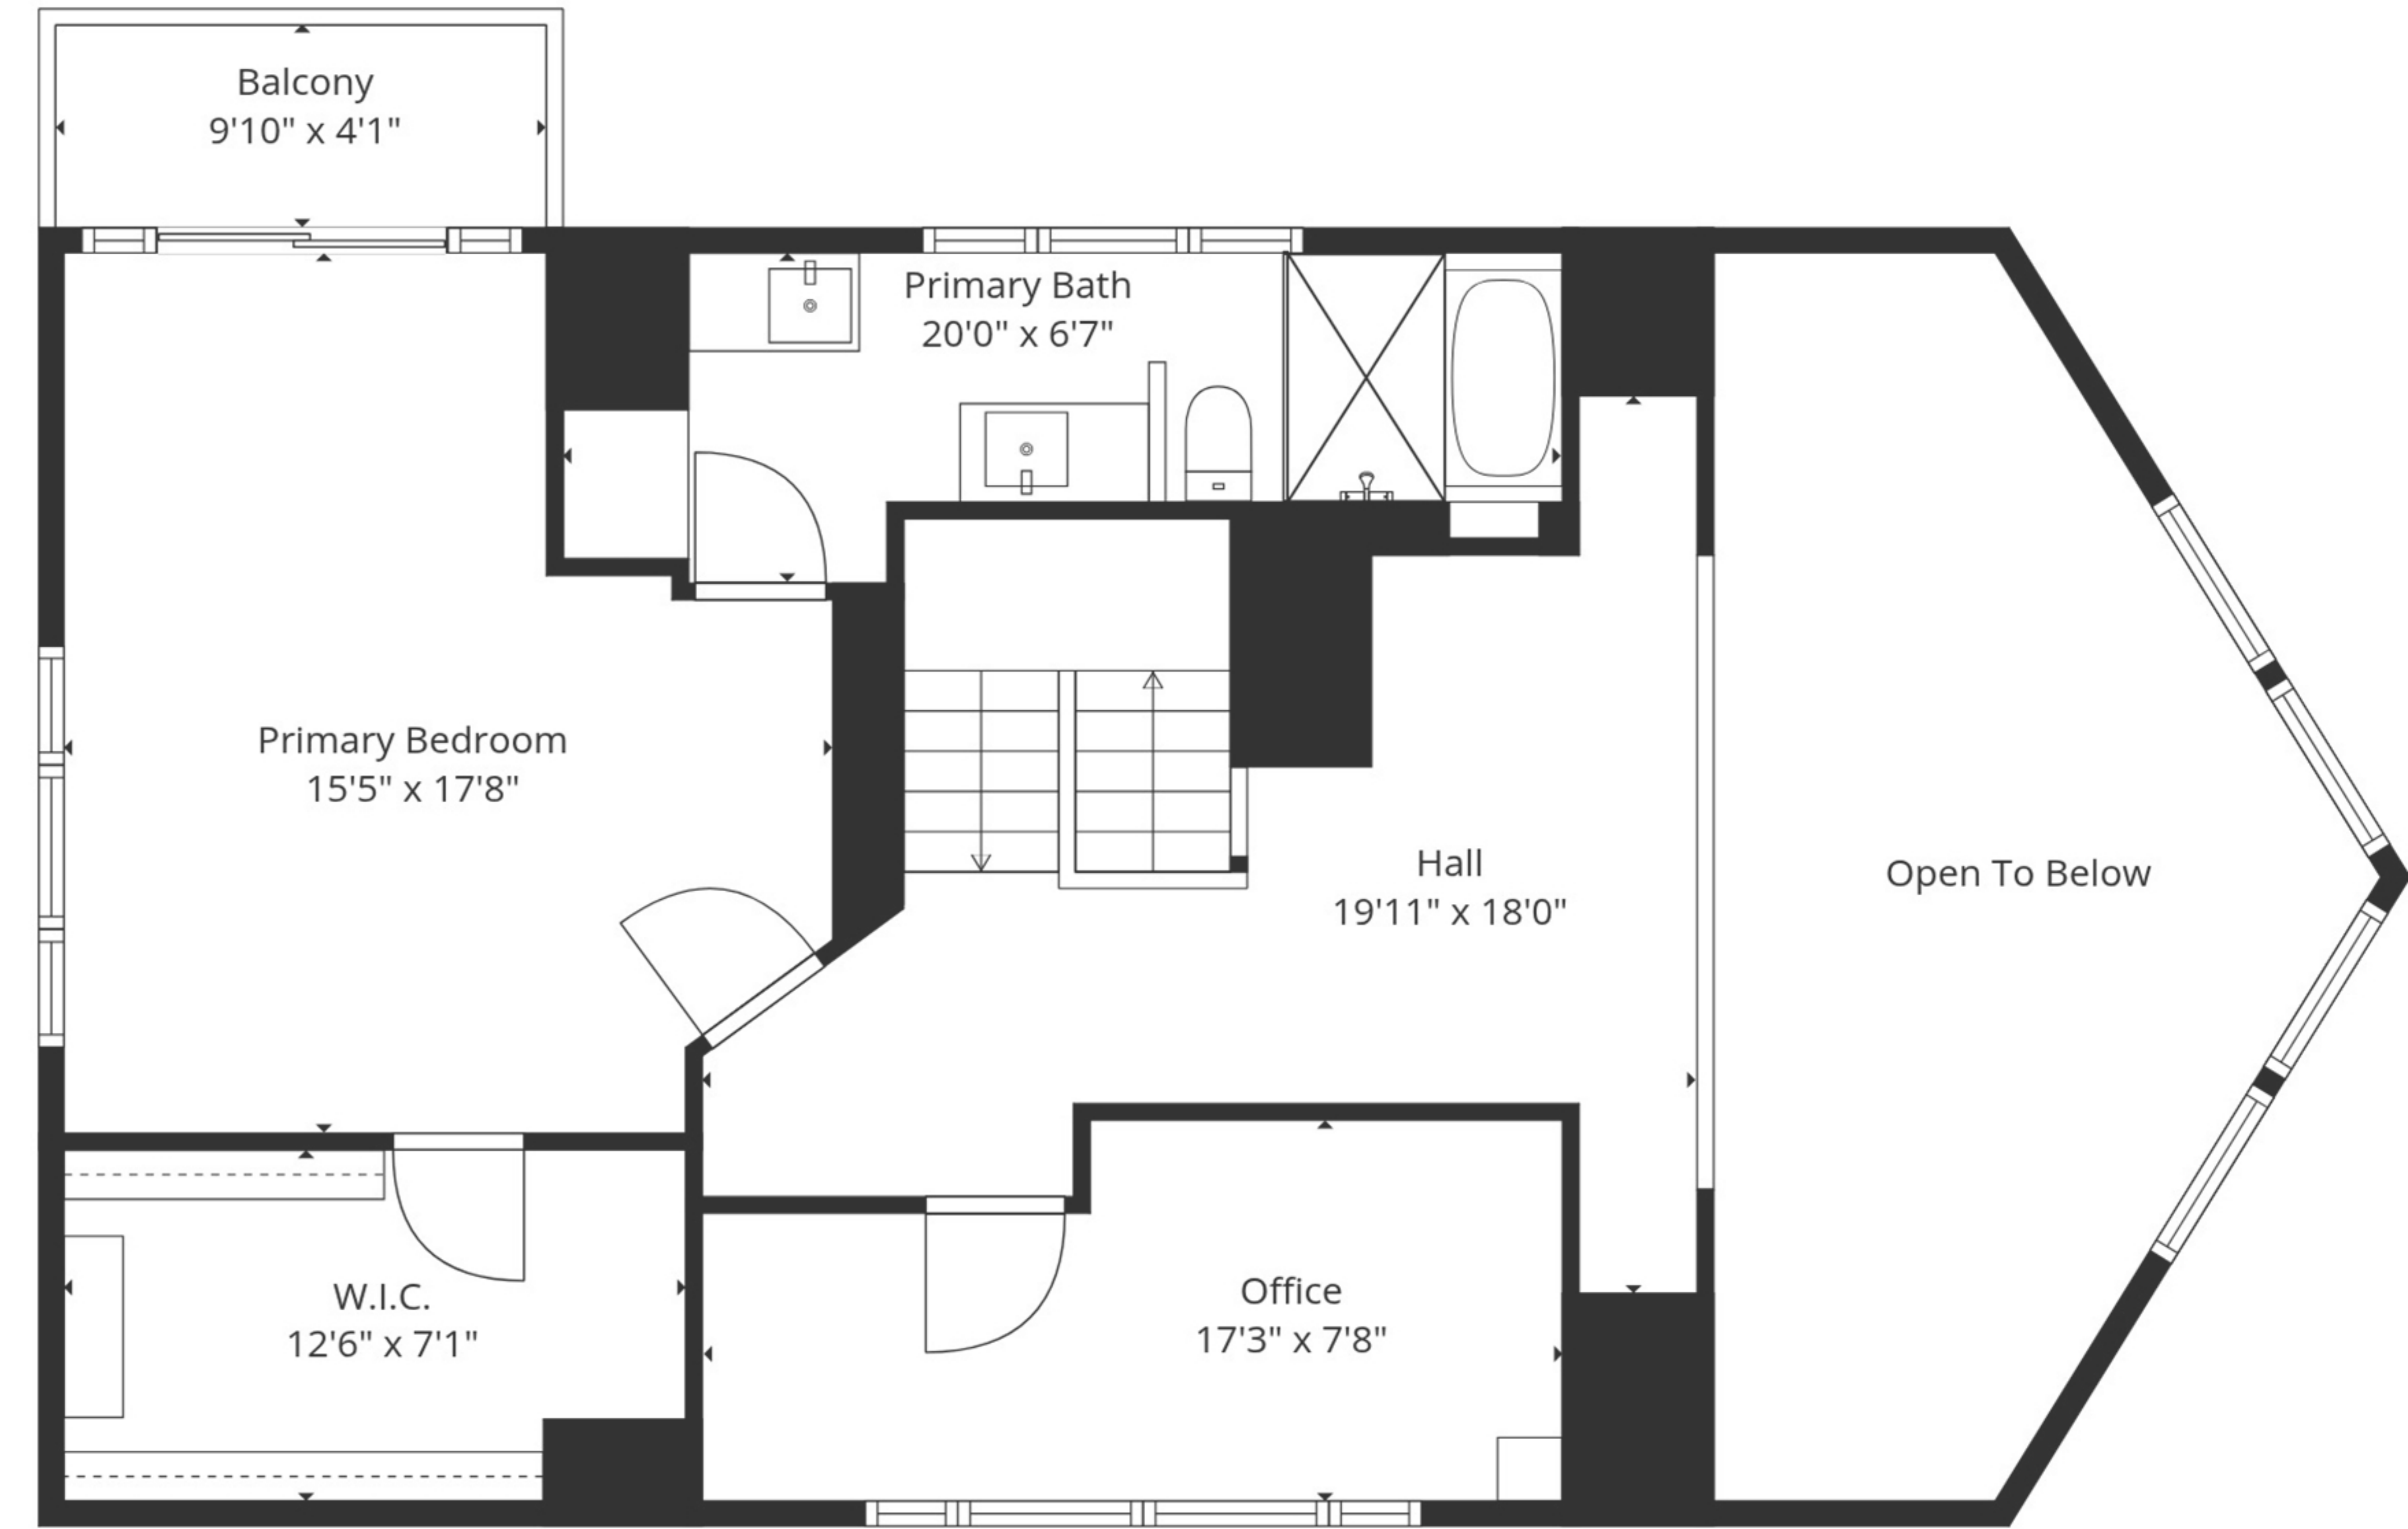 Balcony
9'10" x 4'1"
Primary Bath
20'0" x 6'7"
Primary Bedroom
15'5" x 17'8"
Hall
19'11" x 18'0"
Open To Below
W.I.C.
12'6" x 7'1"
Office
17'3" x 7'8"